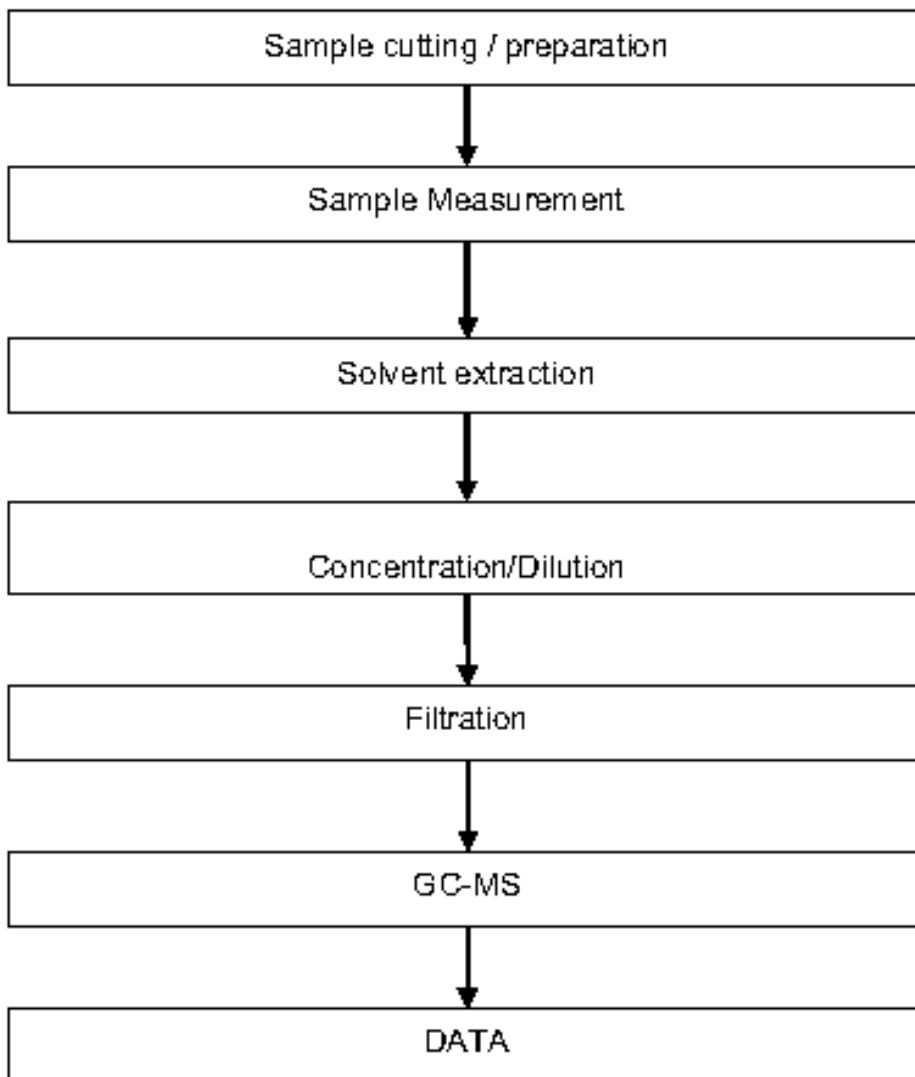 Sample cutting / preparation
Sample Measurement
Solvent extraction
Concentration/Dilution
Filtration
GC-MS
DATA